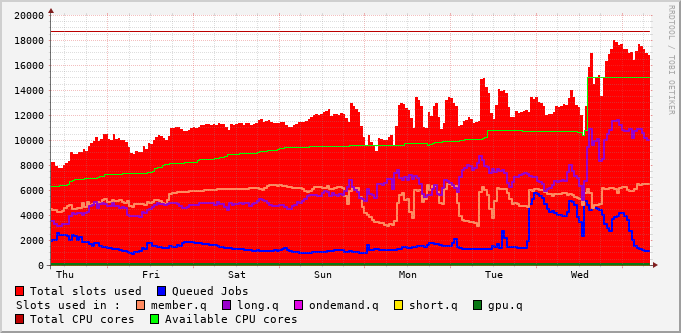 20000
18000
16000
14000
12000
10000
8000
6000
4000
2000
0
Thu Fri Sat Sun Mon Tue Wed
RRDTOOL / TOBI OETIKER
Total slots used Queued Jobs
Slots used in : member.q long.q ondemand.q short.q gpu.q
Total CPU cores Available CPU cores